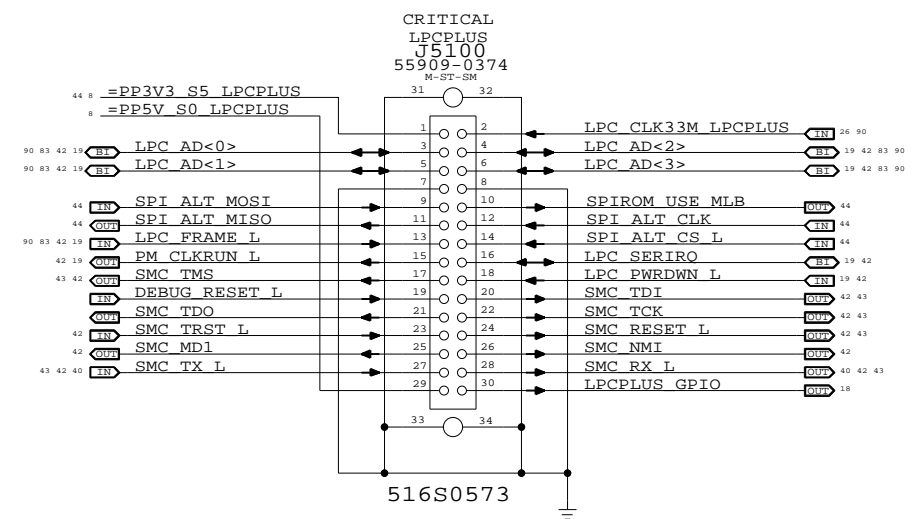 CRITICAL
LPCPLUS
J5100
55909-0374
M-ST-SM
31 32
44 8 =PP3V3_S5_LPCPLUS
8 =PP5V_S0_LPCPLUS
1 2 LPC_CLK33M_LPCPLUS IN 26 90
90 83 42 19 BI LPC_AD<0> 3 4 LPC_AD<2> BI 19 42 83 90
90 83 42 19 BI LPC_AD<1> 5 6 LPC_AD<3> BI 19 42 83 90
7 8
44 IN SPI_ALT_MOSI 9 10 SPIROM_USE_MLB OUT 44
44 OUT SPI_ALT_MISO 11 12 SPI_ALT_CLK IN 44
90 83 42 19 IN LPC_FRAME_L 13 14 SPI_ALT_CS_L IN 44
42 19 OUT PM_CLKRUN_L 15 16 LPC_SERIRQ BI 19 42
43 42 OUT SMC_TMS 17 18 LPC_PWRDWN_L IN 19 42
IN DEBUG_RESET_L 19 20 SMC_TDI OUT 42 43
OUT SMC_TDO 21 22 SMC_TCK OUT 42 43
42 IN SMC_TRST_L 23 24 SMC_RESET_L OUT 42 43
42 OUT SMC_MD1 25 26 SMC_NMI OUT 42
43 42 40 IN SMC_TX_L 27 28 SMC_RX_L OUT 40 42 43
29 30 LPCPLUS_GPIO OUT 18
33 34
516S0573